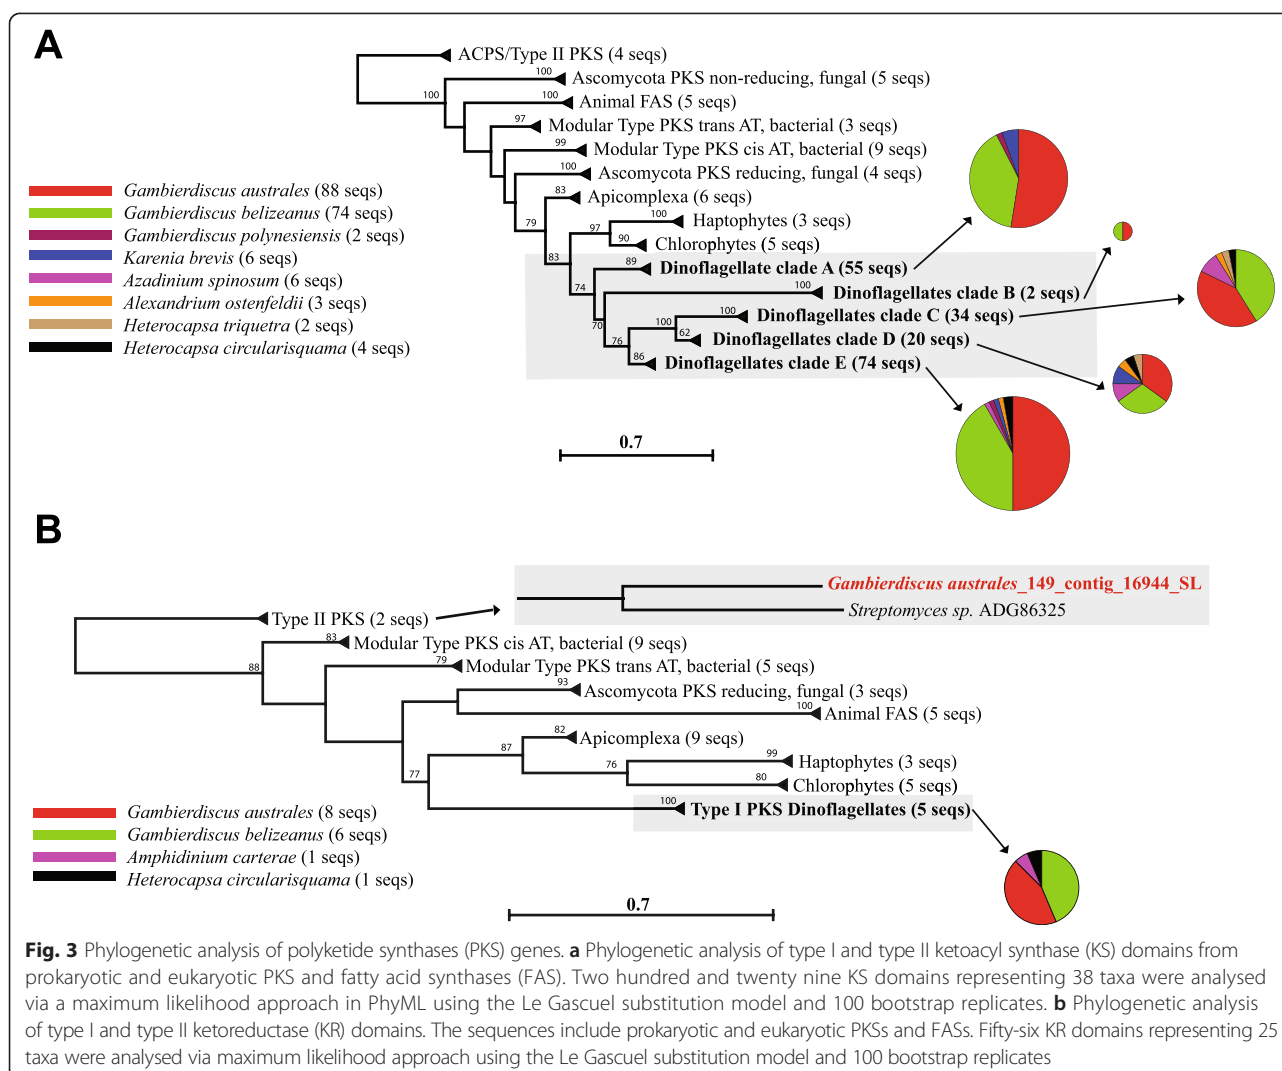 A
ACPS/Type II PKS (4 seqs)
100
Ascomycota PKS non-reducing, fungal (5 seqs)
100
100
Animal FAS (5 seqs)
97
Modular Type PKS trans AT, bacterial (3 seqs)
99
Modular Type PKS cis AT, bacterial (9 seqs)
100
Ascomycota PKS reducing, fungal (4 seqs)
83
Apicomplexa (6 seqs)
79
100
Haptophytes (3 seqs)
97
90
Chlorophytes (5 seqs)
83
89
Dinoflagellate clade A (55 seqs)
74
100
Dinoflagellates clade B (2 seqs)
70
100
100
Dinoflagellates clade C (34 seqs)
76
62
Dinoflagellates clade D (20 seqs)
86
Dinoflagellates clade E (74 seqs)
0.7
Gambierdiscus australes (88 seqs)
Gambierdiscus belizeanus (74 seqs)
Gambierdiscus polynesiensis (2 seqs)
Karenia brevis (6 seqs)
Azadinium spinosum (6 seqs)
Alexandrium ostenfeldii (3 seqs)
Heterocapsa triquetra (2 seqs)
Heterocapsa circularisquama (4 seqs)
B
Gambierdiscus australes_149_contig_16944_SL
Streptomyces sp. ADG86325
Type II PKS (2 seqs)
83
Modular Type PKS cis AT, bacterial (9 seqs)
88
79
Modular Type PKS trans AT, bacterial (5 seqs)
93
Ascomycota PKS reducing, fungal (3 seqs)
100
Animal FAS (5 seqs)
82
Apicomplexa (9 seqs)
87
99
Haptophytes (3 seqs)
76
80
Chlorophytes (5 seqs)
77
100
Type I PKS Dinoflagellates (5 seqs)
Gambierdiscus australes (8 seqs)
Gambierdiscus belizeanus (6 seqs)
Amphidinium carterae (1 seqs)
Heterocapsa circularisquama (1 seqs)
0.7
Fig. 3 Phylogenetic analysis of polyketide synthases (PKS) genes. a Phylogenetic analysis of type I and type II ketoacyl synthase (KS) domains from
prokaryotic and eukaryotic PKS and fatty acid synthases (FAS). Two hundred and twenty nine KS domains representing 38 taxa were analysed
via a maximum likelihood approach in PhyML using the Le Gascuel substitution model and 100 bootstrap replicates. b Phylogenetic analysis
of type I and type II ketoreductase (KR) domains. The sequences include prokaryotic and eukaryotic PKSs and FASs. Fifty-six KR domains representing 25
taxa were analysed via maximum likelihood approach using the Le Gascuel substitution model and 100 bootstrap replicates